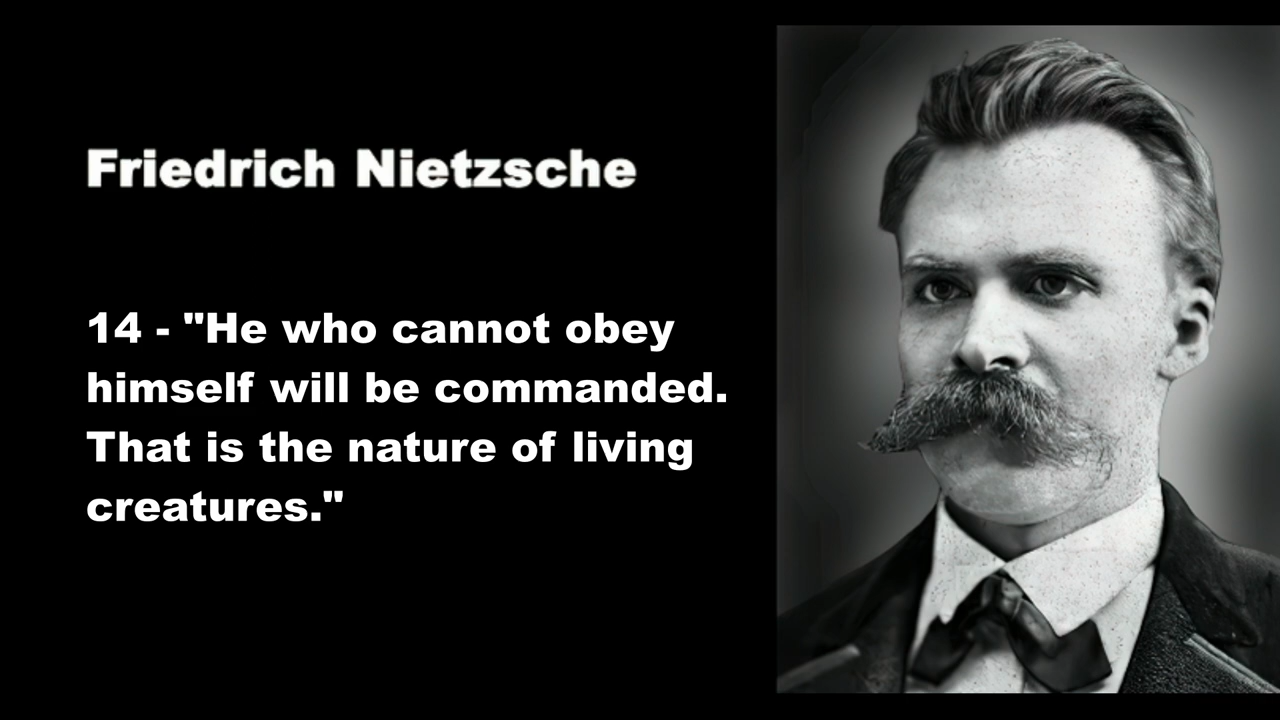 Friedrich Nietzsche
14 - "He who cannot obey
himself will be commanded.
That is the nature of living
creatures."